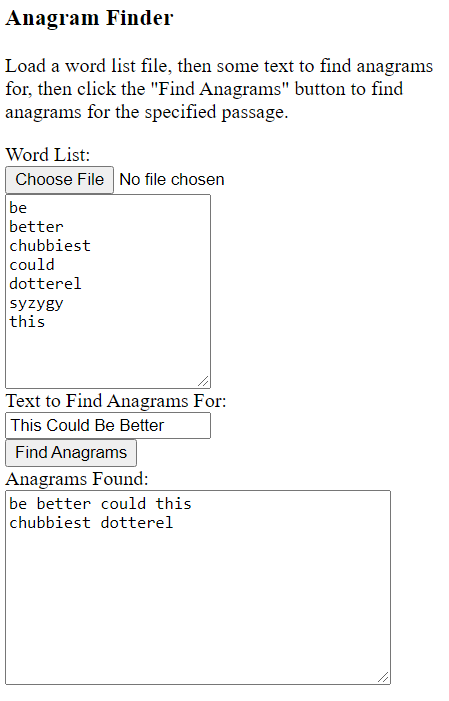 Anagram Finder
Load a word list file, then some text to find anagrams
for, then click the "Find Anagrams" button to find
anagrams for the specified passage.
Word List:
Choose File No file chosen
be
better
chubbiest
could
dotterel
syzygy
this
Text to Find Anagrams For:
This Could Be Better
Find Anagrams
Anagrams Found:
be better could this
chubbiest dotterel